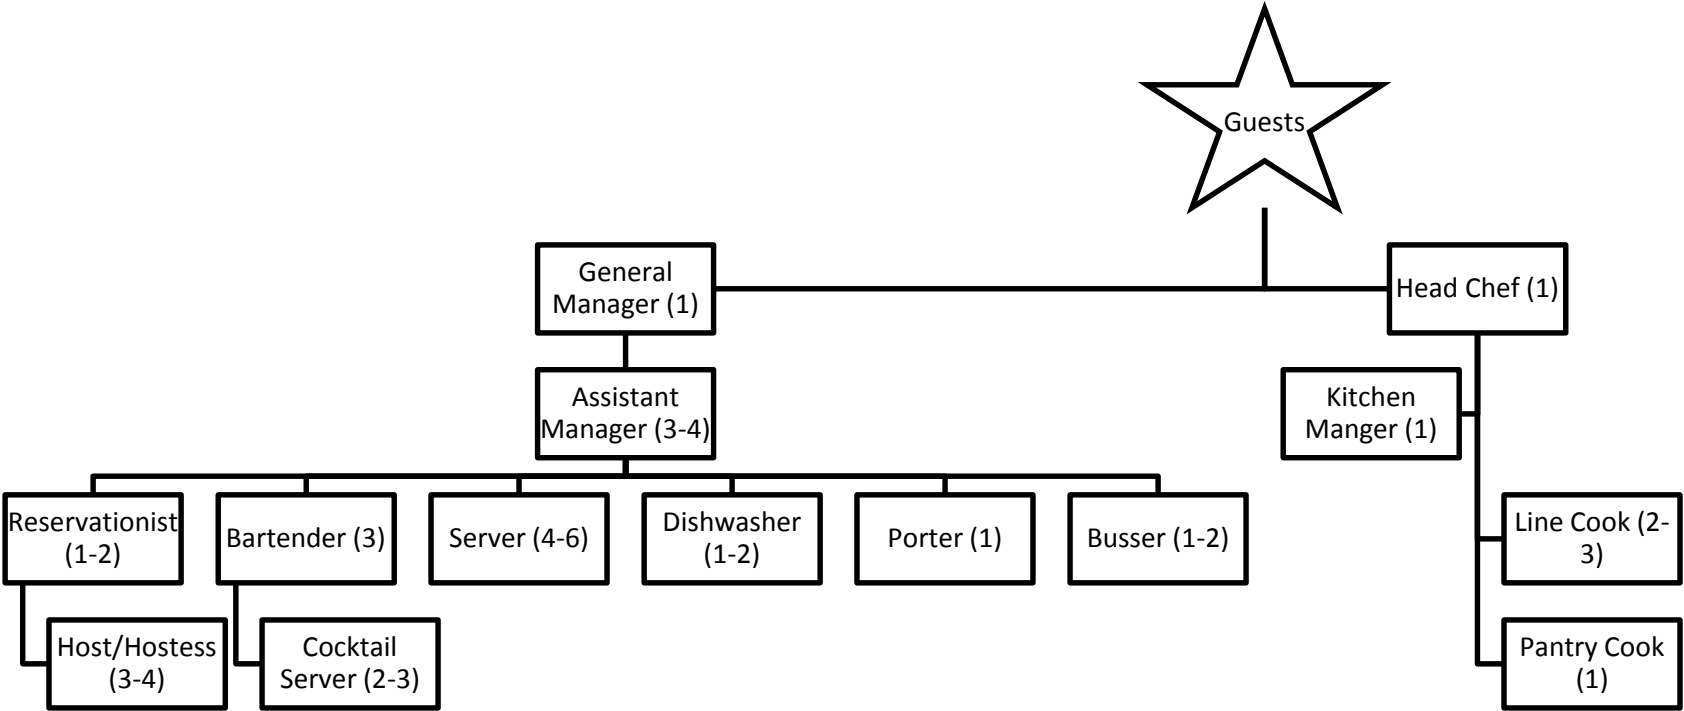 Guests
General
Manager (1)
Head Chef (1)
Assistant
Manager (3-4)
Kitchen
Manger (1)
Reservationist
(1-2)
Bartender (3)
Server (4-6)
Dishwasher
(1-2)
Porter (1)
Busser (1-2)
Line Cook (2-
3)
Host/Hostess
(3-4)
Cocktail
Server (2-3)
Pantry Cook
(1)